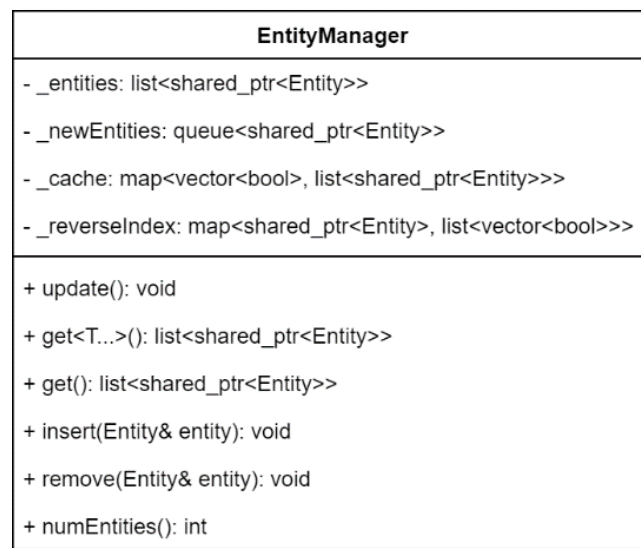 EntityManager
- _entities: list<shared_ptr<Entity>>
- _newEntities: queue<shared_ptr<Entity>>
- _cache: map<vector<bool>, list<shared_ptr<Entity>>>
- _reverseIndex: map<shared_ptr<Entity>, list<vector<bool>>>
+ update(): void
+ get<T...>(): list<shared_ptr<Entity>>
+ get(): list<shared_ptr<Entity>>
+ insert(Entity& entity): void
+ remove(Entity& entity): void
+ numEntities(): int